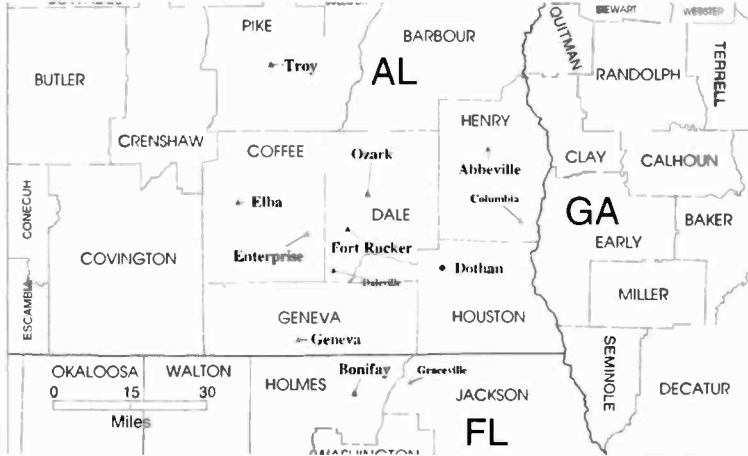 STEWART
WEBSTER
PIKE
BARBOUR
QUITMAN
TERRELL
Troy
AL
BUTLER
RANDOLPH
HENRY
CRENSHAW
COFFEE
Ozark
CLAY
CALHOUN
Abbeville
Columbia
CONECUH
Elba
DALE
GA
BAKER
Enterprise
Fort Rucker
EARLY
COVINGTON
Dothan
Daleville
ESCAMBIA
MILLER
GENEVA
HOUSTON
Geneva
SEMINOLE
OKALOOSA
WALTON
HOLMES
Bonifay
Graceville
JACKSON
DECATUR
0 15 30
Miles
FL
WASHINGTON